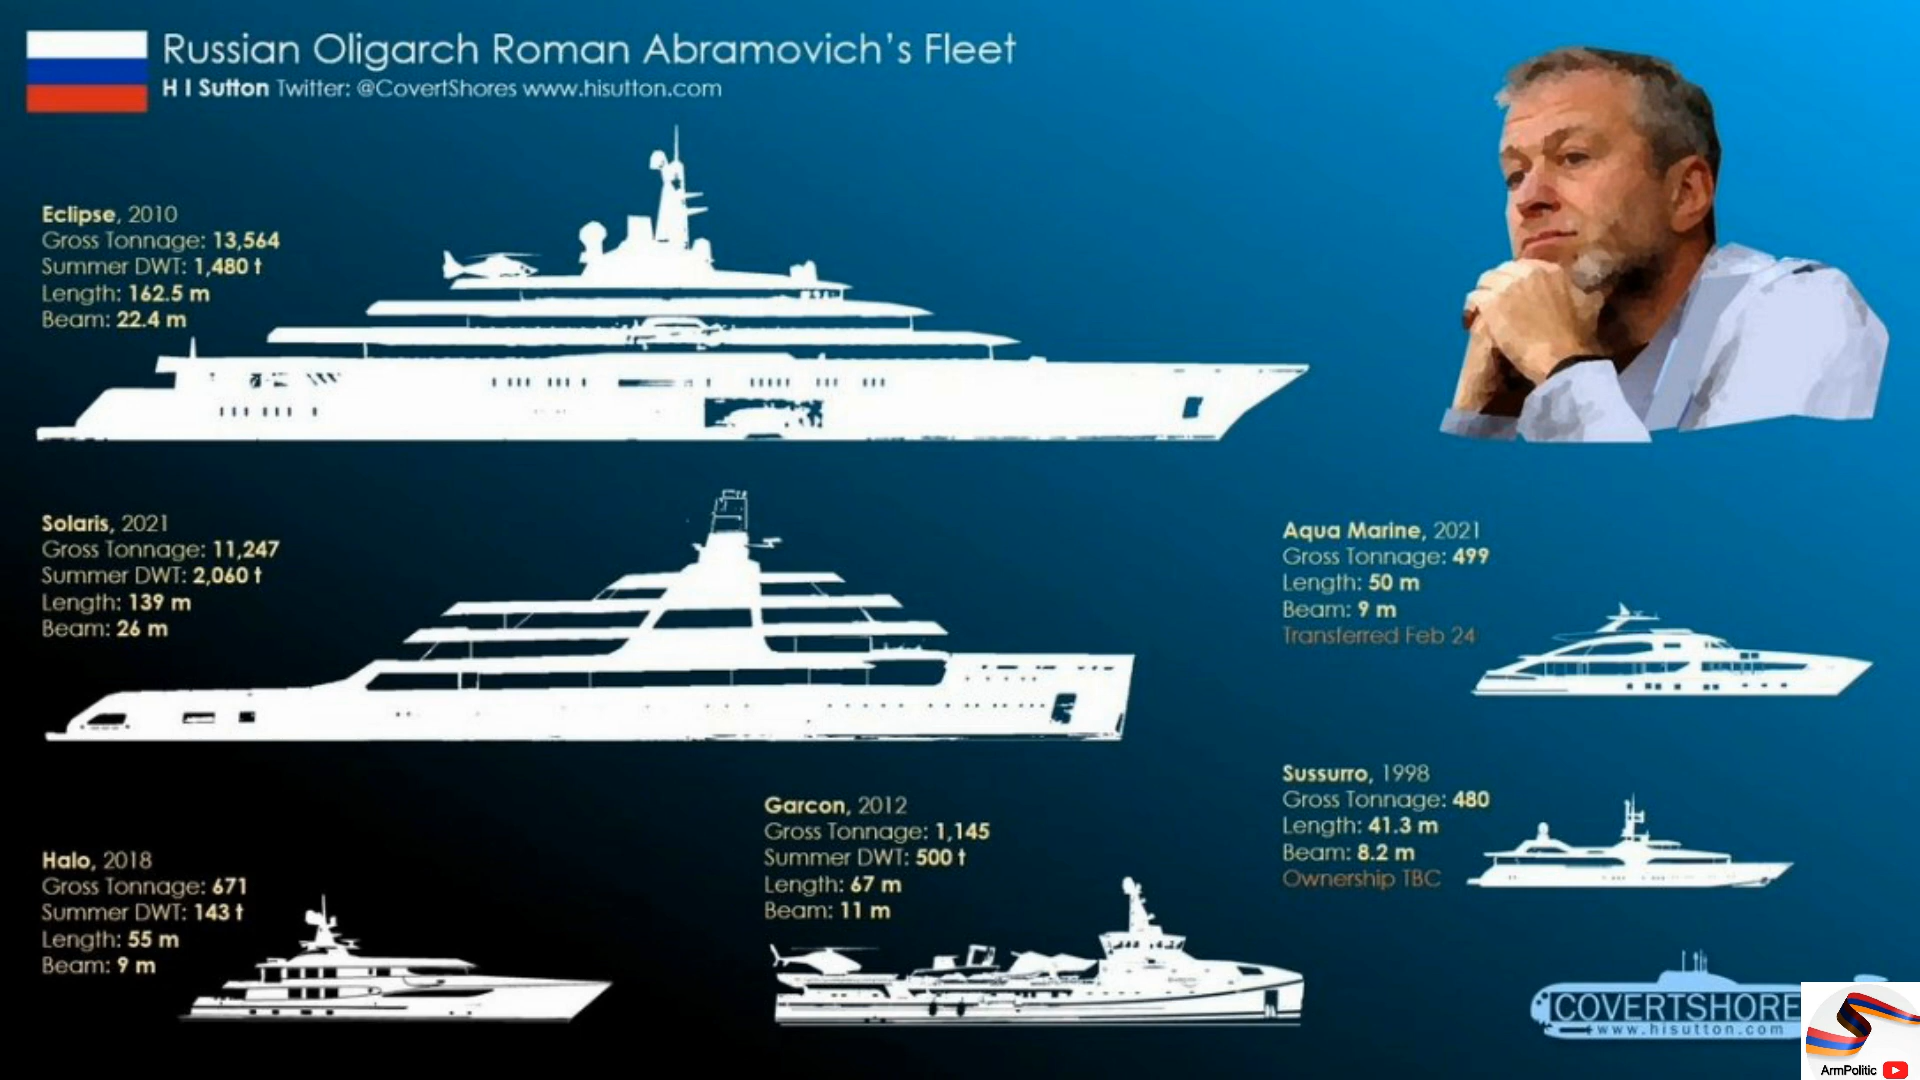 Russian Oligarch Roman Abramovich's Fleet
H I Sutton Twitter: @CovertShores www.hisutton.com
Eclipse, 2010
Gross Tonnage: 13,564
Summer DWT: 1,480 t
Length: 162.5 m
Beam: 22.4 m
Solaris, 2021
Gross Tonnage: 11,247
Summer DWT: 2,060 t
Length: 139 m
Beam: 26 m
Aqua Marine, 2021
Gross Tonnage: 499
Length: 50 m
Beam: 9 m
Transferred Feb 24
Sussurro, 1998
Gross Tonnage: 480
Length: 41.3 m
Beam: 8.2 m
Ownership TBC
Garcon, 2012
Gross Tonnage: 1,145
Summer DWT: 500 t
Length: 67 m
Beam: 11 m
Halo, 2018
Gross Tonnage: 671
Summer DWT: 143 t
Length: 55 m
Beam: 9 m
COVERTSHORE
www.hisutton.com
ArmPolitic